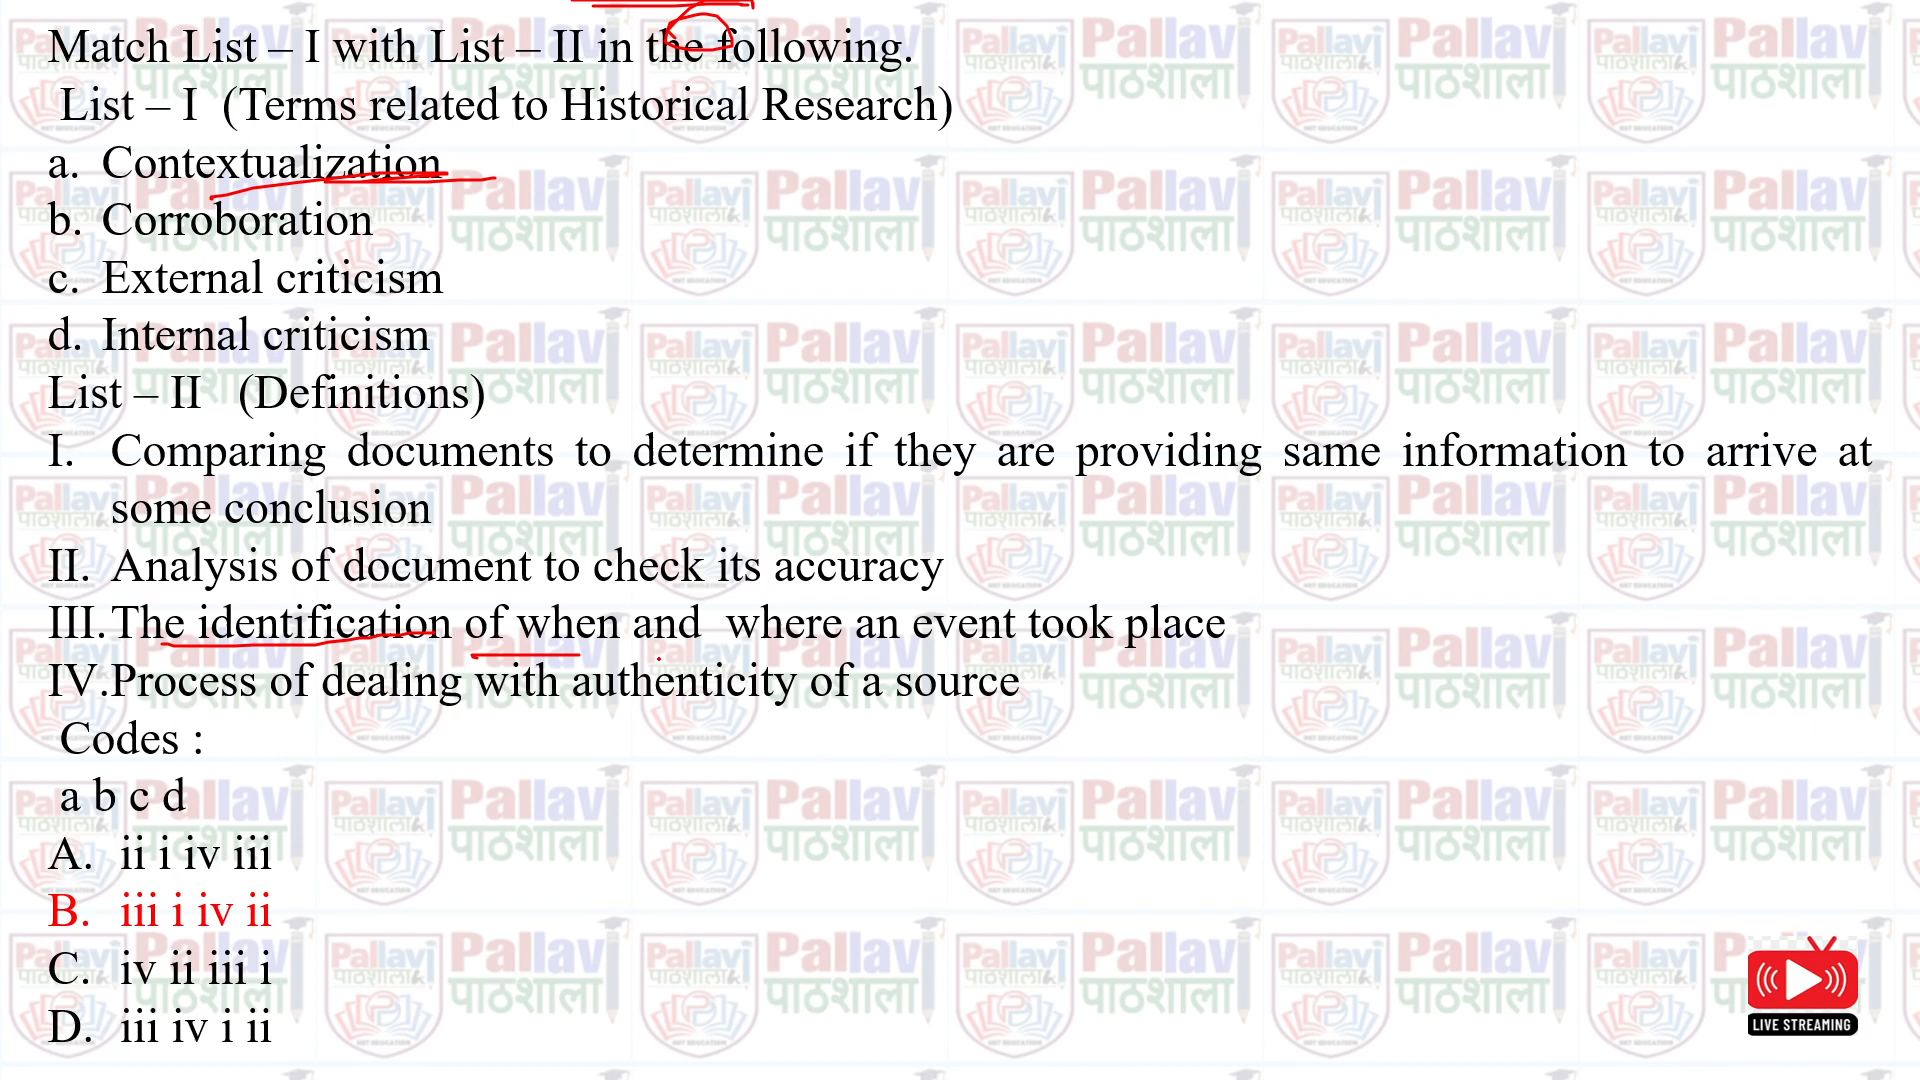 Match List – I with List – II in the following.
List – I (Terms related to Historical Research)
a. Contextualization
b. Corroboration
c. External criticism
d. Internal criticism
List – II (Definitions)
I. Comparing documents to determine if they are providing same information to arrive at
some conclusion
II. Analysis of document to check its accuracy
III. The identification of when and where an event took place
IV. Process of dealing with authenticity of a source
Codes :
a b c d
A. ii i iv iii
B. iii i iv ii
C. iv ii iii i
D. iii iv i ii
LIVE STREAMING
Pallavi
पाठशाला